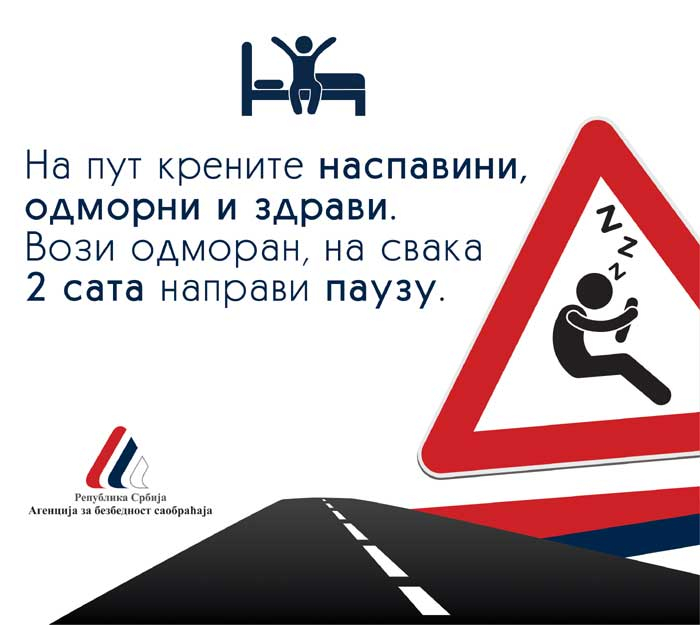 На пут крените наспавини,
одморни и здрави.
Вози одморан, на свака
2 сата направи паузу.
Z
Z
Z
Република Србија
Агенција за безбедност саобраћаја